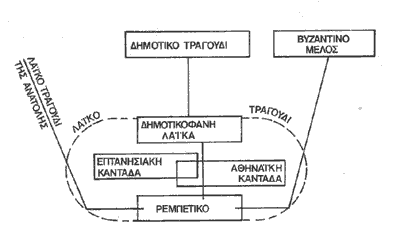 ΔΗΜΟΤΙΚΟ ΤΡΑΓΟΥΔΙ
ΒΥΖΑΝΤΙΝΟ
ΜΕΛΟΣ
ΛΑΪΚΟ ΤΡΑΓΟΥΔΙ
ΤΗΣ ΑΝΑΤΟΛΗΣ
ΛΑΪΚΟ
ΤΡΑΓΟΥΔΙ
ΔΗΜΟΤΙΚΟΦΑΝΗ
ΛΑΪΚΑ
ΕΠΤΑΝΗΣΙΑΚΗ
ΚΑΝΤΑΔΑ
ΑΘΗΝΑΪΚΗ
ΚΑΝΤΑΔΑ
ΡΕΜΠΕΤΙΚΟ